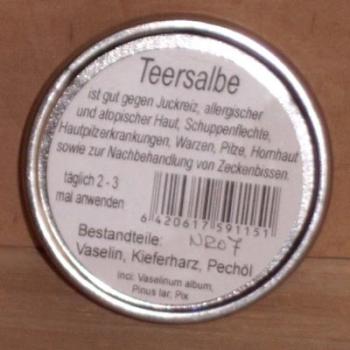 Teersalbe
ist gut gegen Juckreiz, allergischer
und atopischer Haut, Schuppenflechte,
Hautpilzerkrankungen, Warzen, Pilze, Hornhaut
sowie zur Nachbehandlung von Zeckenbissen.
täglich 2 - 3
mal anwenden
6 420617 591151
Bestandteile: NR07
Vaselin, Kieferharz, Pechöl
incl: Vaselinum album,
Pinus lar, Pix